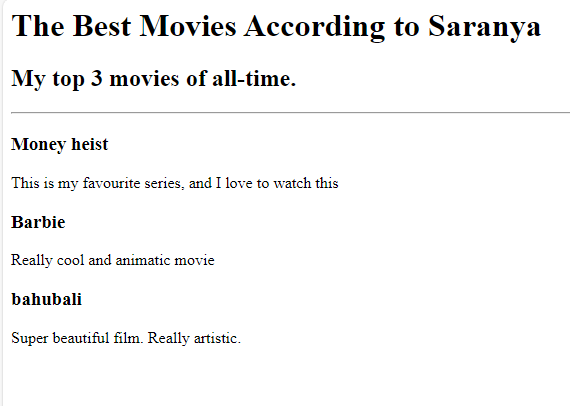 The Best Movies According to Saranya
My top 3 movies of all-time.
Money heist
This is my favourite series, and I love to watch this
Barbie
Really cool and animatic movie
bahubali
Super beautiful film. Really artistic.